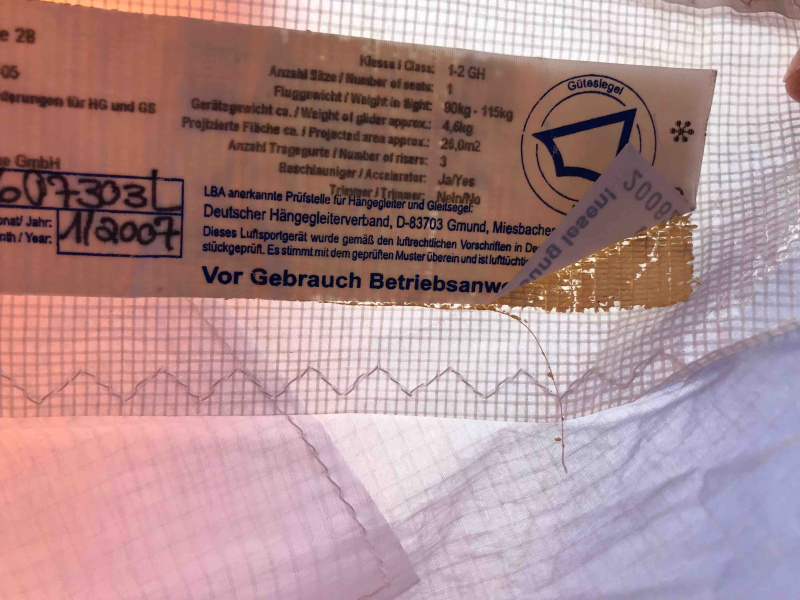 e 28
-05
derungen für HG und GS
se GmbH
607303L
onat/ Jahr:
nth / Year:
1/2007
Klasse / Class: 1-2 GH
Anzahl Sitze / Number of seats: 1
Fluggewicht / Weight in flight: 90kg - 115kg
Gerätegewicht ca. / Weight of glider approx.: 4,6kg
Projizierte Fläche ca. / Projected area approx.: 26,0m2
Anzahl Tragegurte / Number of risers: 3
Beschleuniger / Accelerator: Ja/Yes
Trimmer / Trimmer: Nein/No
LBA anerkannte Prüfstelle für Hängegleiter und Gleitsegel:
Deutscher Hängegleiterverband, D-83703 Gmund, Miesbacher
Dieses Luftsportgerät wurde gemäß den luftrechtlichen Vorschriften in De
stückgeprüft. Es stimmt mit dem geprüften Muster überein und ist lufttüchti
Vor Gebrauch Betriebsanw
Gütesiegel
ung lesen!